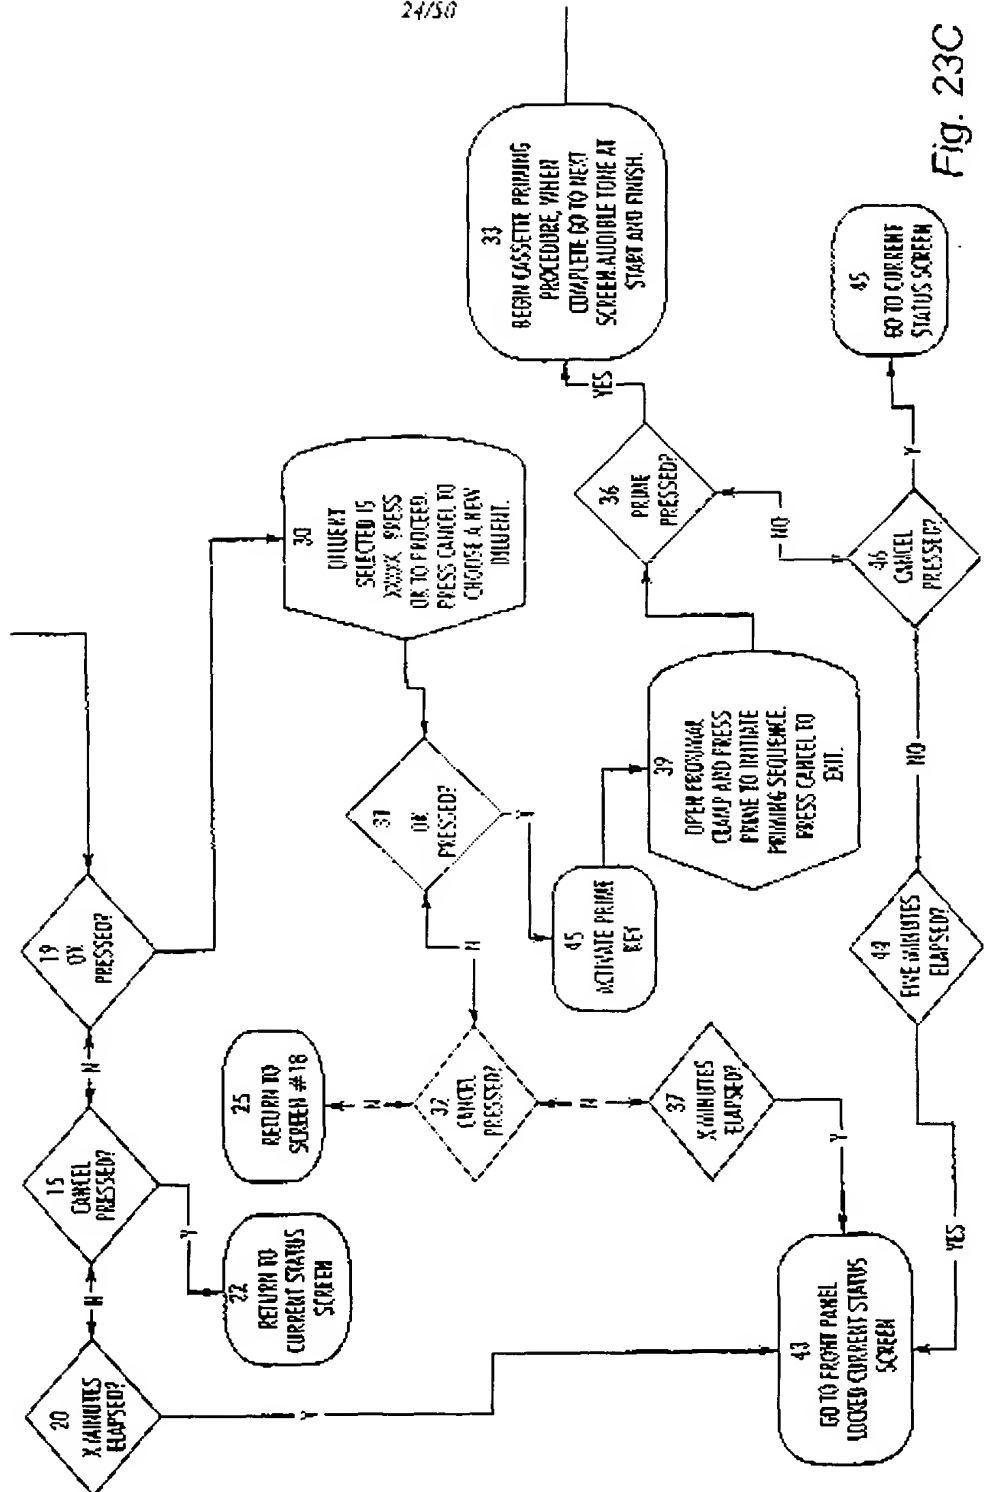 24/50
20
X MINUTES
ELAPSED?
N
15
CANCEL
PRESSED?
N
19
OK
PRESSED?
Y
22
RETURN TO
CURRENT STATUS
SCREEN
25
RETURN TO
SCREEN #18
30
DILUENT
SELECTED IS
XXXXX PRESS
OK TO PROCEED.
PRESS CANCEL TO
CHOOSE A NEW
DILUENT.
31
OK
PRESSED?
N
Y
32
CANCEL
PRESSED?
N
N
37
X MINUTES
ELAPSED?
Y
Y
45
ACTIVATE PRIME
KEY
39
OPEN PROXIMAL
CLAMP AND PRESS
PRIME TO INITIATE
PRIMING SEQUENCE.
PRESS CANCEL TO
EXIT.
36
PRIME
PRESSED?
YES
33
BEGIN CASSETTE PRIMING
PROCEDURE, WHEN
COMPLETE GO TO NEXT
SCREEN.AUDIBLE TONE AT
START AND FINISH.
NO
43
GO TO FRONT PANEL
LOCKED CURRENT STATUS
SCREEN
YES
44
FIVE MINUTES
ELAPSED?
NO
46
CANCEL
PRESSED?
Y
45
GO TO CURRENT
STATUS SCREEN
Fig. 23C